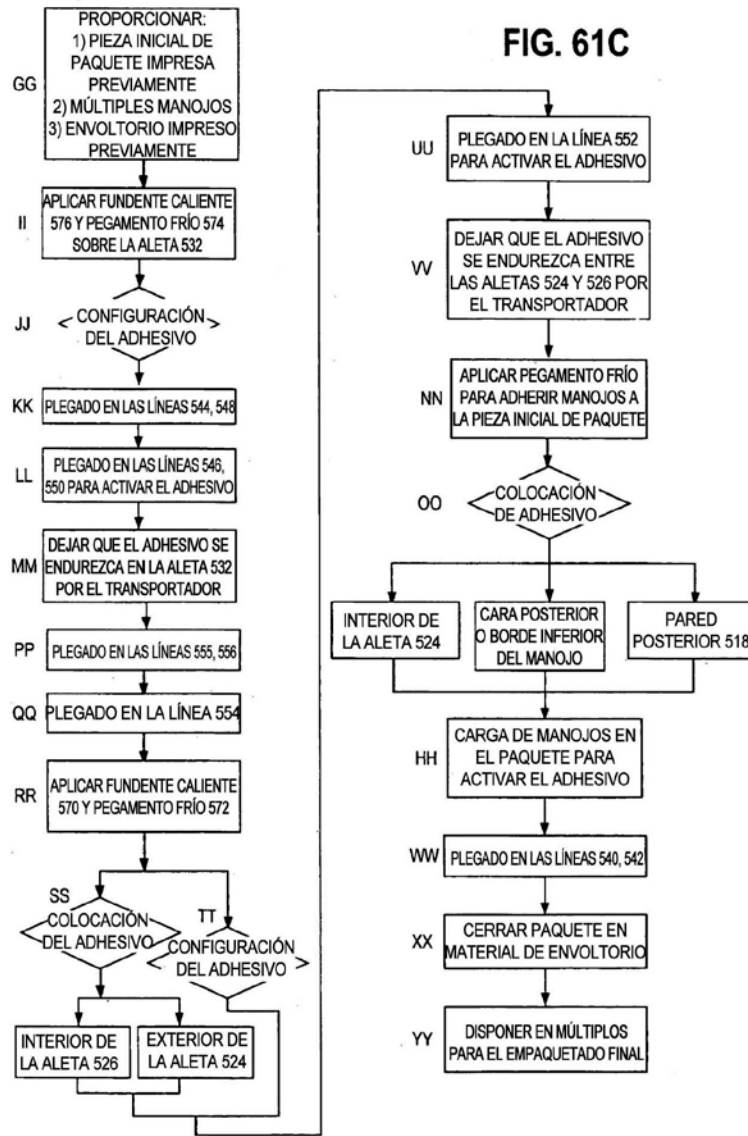 FIG. 61C
GG
PROPORCIONAR:
1) PIEZA INICIAL DE
PAQUETE IMPRESA
PREVIAMENTE
2) MÚLTIPLES MANOJOS
3) ENVOLTORIO IMPRESO
PREVIAMENTE
II
APLICAR FUNDENTE CALIENTE
576 Y PEGAMENTO FRÍO 574
SOBRE LA ALETA 532
JJ
CONFIGURACIÓN
DEL ADHESIVO
KK
PLEGADO EN LAS LÍNEAS 544, 548
LL
PLEGADO EN LAS LÍNEAS 546,
550 PARA ACTIVAR EL ADHESIVO
MM
DEJAR QUE EL ADHESIVO SE
ENDUREZCA EN LA ALETA 532
POR EL TRANSPORTADOR
PP
PLEGADO EN LAS LÍNEAS 555, 556
QQ
PLEGADO EN LA LÍNEA 554
RR
APLICAR FUNDENTE CALIENTE
570 Y PEGAMENTO FRÍO 572
SS
COLOCACIÓN
DEL ADHESIVO
TT
CONFIGURACIÓN
DEL ADHESIVO
INTERIOR DE
LA ALETA 526
EXTERIOR DE
LA ALETA 524
UU
PLEGADO EN LA LÍNEA 552
PARA ACTIVAR EL ADHESIVO
VV
DEJAR QUE EL ADHESIVO
SE ENDUREZCA ENTRE
LAS ALETAS 524 Y 526 POR
EL TRANSPORTADOR
NN
APLICAR PEGAMENTO FRÍO
PARA ADHERIR MANOJOS A
LA PIEZA INICIAL DE PAQUETE
OO
COLOCACIÓN
DE ADHESIVO
INTERIOR DE
LA ALETA 524
CARA POSTERIOR
O BORDE INFERIOR
DEL MANOJO
PARED
POSTERIOR 518
HH
CARGA DE MANOJOS EN
EL PAQUETE PARA
ACTIVAR EL ADHESIVO
WW
PLEGADO EN LAS LÍNEAS 540, 542
XX
CERRAR PAQUETE EN
MATERIAL DE ENVOLTORIO
YY
DISPONER EN MÚLTIPLOS
PARA EL EMPAQUETADO FINAL